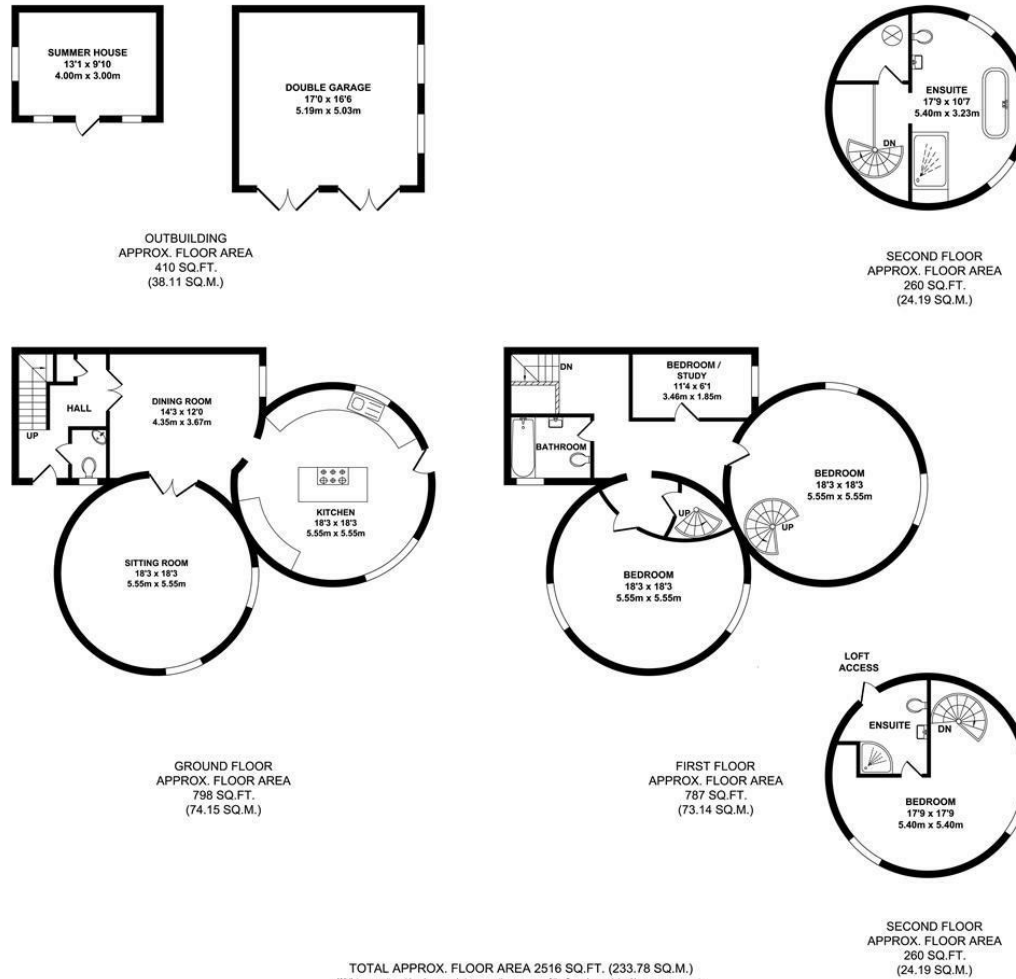 SUMMER HOUSE
13'1 x 9'10
4.00m x 3.00m
DOUBLE GARAGE
17'0 x 16'6
5.19m x 5.03m
OUTBUILDING
APPROX. FLOOR AREA
410 SQ.FT.
(38.11 SQ.M.)
ENSUITE
17'9 x 10'7
5.40m x 3.23m
DN
SECOND FLOOR
APPROX. FLOOR AREA
260 SQ.FT.
(24.19 SQ.M.)
HALL
UP
DINING ROOM
14'3 x 12'0
4.35m x 3.67m
KITCHEN
18'3 x 18'3
5.55m x 5.55m
SITTING ROOM
18'3 x 18'3
5.55m x 5.55m
GROUND FLOOR
APPROX. FLOOR AREA
798 SQ.FT.
(74.15 SQ.M.)
DN
BEDROOM /
STUDY
11'4 x 6'1
3.46m x 1.85m
BATHROOM
BEDROOM
18'3 x 18'3
5.55m x 5.55m
UP
UP
BEDROOM
18'3 x 18'3
5.55m x 5.55m
FIRST FLOOR
APPROX. FLOOR AREA
787 SQ.FT.
(73.14 SQ.M.)
LOFT
ACCESS
ENSUITE
DN
BEDROOM
17'9 x 17'9
5.40m x 5.40m
SECOND FLOOR
APPROX. FLOOR AREA
260 SQ.FT.
(24.19 SQ.M.)
TOTAL APPROX. FLOOR AREA 2516 SQ.FT. (233.78 SQ.M.)